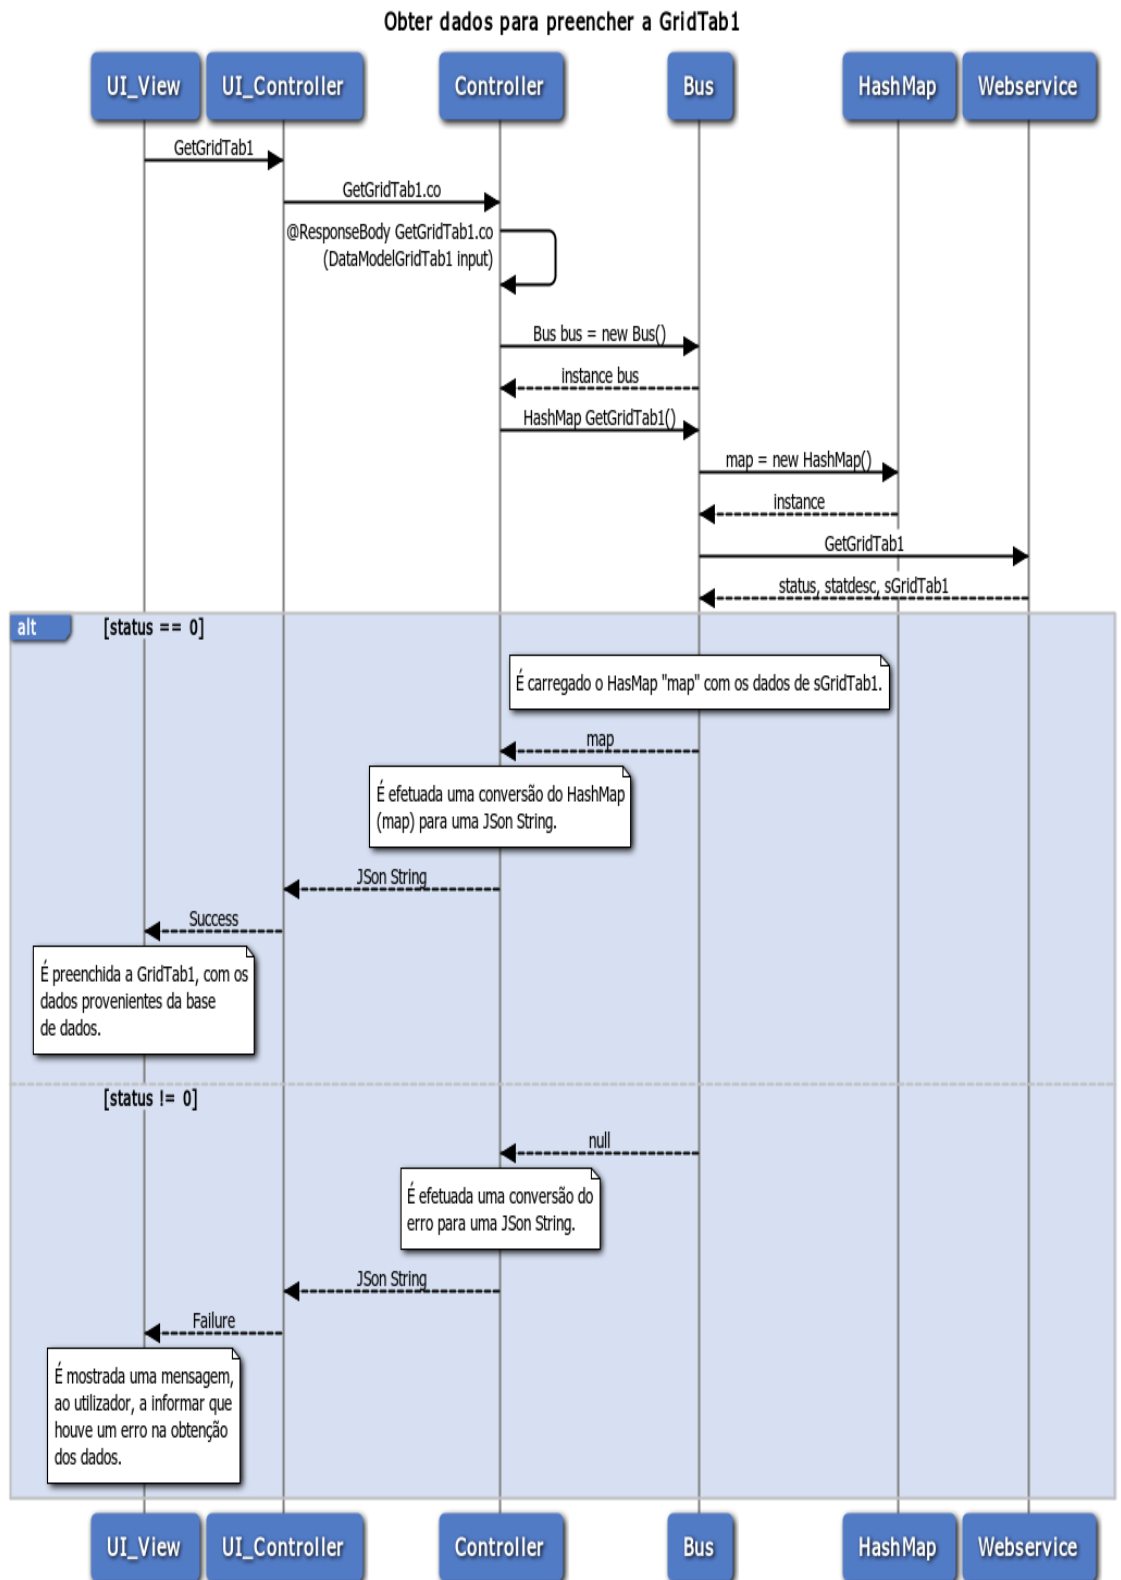 Obter dados para preencher a GridTab1
UI_View UI_Controller Controller Bus HashMap Webservice
GetGridTab1
GetGridTab1.co
@ResponseBody GetGridTab1.co
(DataModelGridTab1 input)
Bus bus = new Bus()
instance bus
HashMap GetGridTab1()
map = new HashMap()
instance
GetGridTab1
status, statdesc, sGridTab1
alt [status == 0]
É carregado o HasMap "map" com os dados de sGridTab1.
map
É efetuada uma conversão do HashMap
(map) para uma JSon String.
JSon String
Success
É preenchida a GridTab1, com os
dados provenientes da base
de dados.
[status != 0]
null
É efetuada uma conversão do
erro para uma JSon String.
JSon String
Failure
É mostrada uma mensagem,
ao utilizador, a informar que
houve um erro na obtenção
dos dados.
UI_View UI_Controller Controller Bus HashMap Webservice